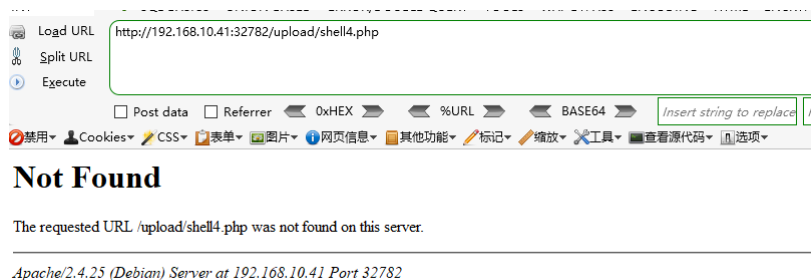 Load URL
http://192.168.10.41:32782/upload/shell4.php
Split URL
Execute
Post data Referrer 0xHEX %URL BASE64 Insert string to replace
禁用 Cookies CSS 表单 图片 网页信息 其他功能 标记 缩放 工具 查看源代码 选项
Not Found
The requested URL /upload/shell4.php was not found on this server.
Apache/2.4.25 (Debian) Server at 192.168.10.41 Port 32782